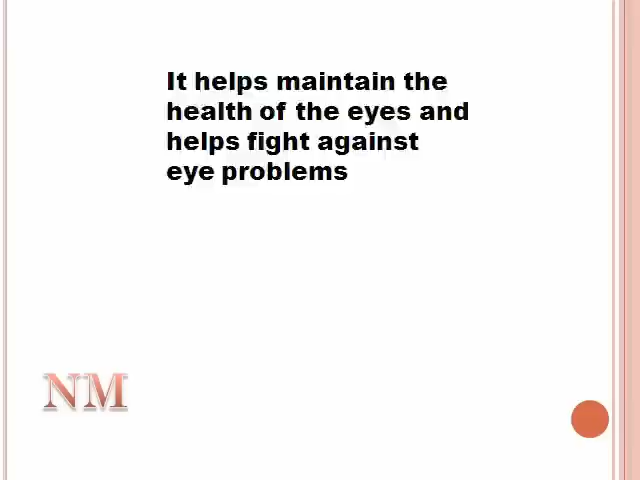 It helps maintain the
health of the eyes and
helps fight against
eye problems
NM